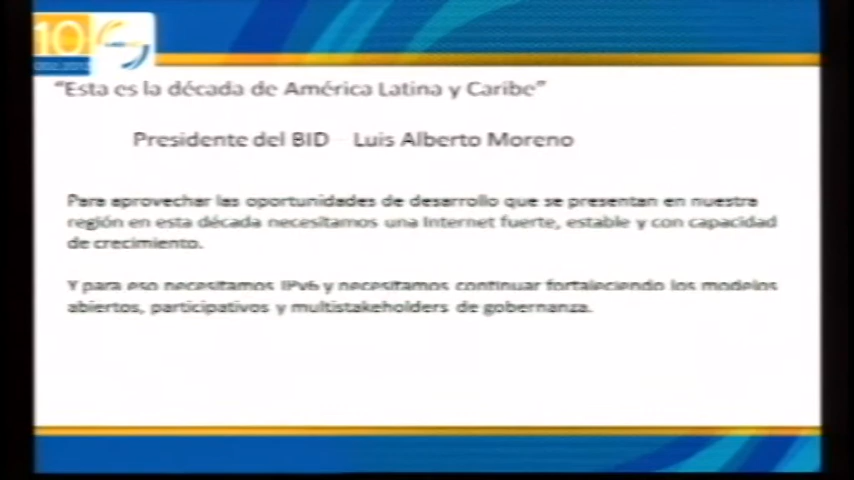 10
"Esta es la década de América Latina y Caribe"
Presidente del BID – Luis Alberto Moreno
Para aprovechar las oportunidades de desarrollo que se presentan en nuestra
región en esta década necesitamos una Internet fuerte, estable y con capacidad
de crecimiento.
Y para eso necesitamos IPv6 y necesitamos continuar fortaleciendo los modelos
abiertos, participativos y multistakeholders de gobernanza.